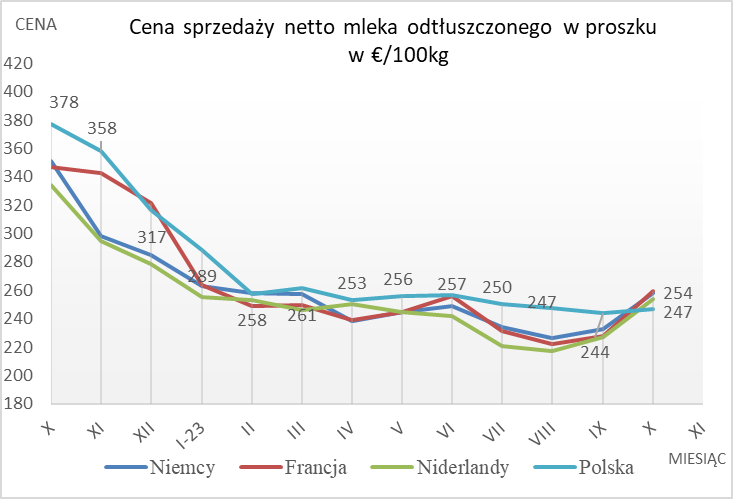 CENA
Cena sprzedaży netto mleka odtłuszczonego w proszku
w €/100kg
420
400
380
360
340
320
300
280
260
240
220
200
180
378
358
317
289
258
261
253
256
257
250
247
244
254
247
X
XI
XII
I-23
II
III
IV
V
VI
VII
VIII
IX
X
XI
MIESIĄC
Niemcy Francja Niderlandy Polska